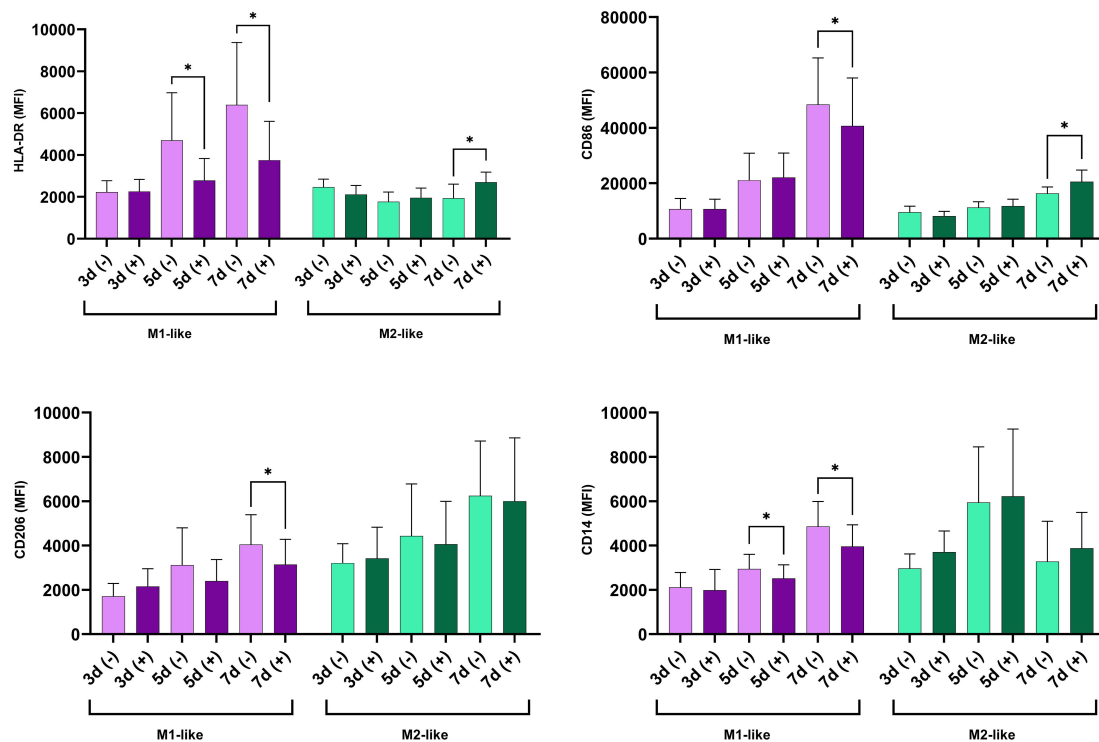 10000
8000
6000
4000
2000
0
HLA-DR (MFI)
* * *
3d (-) 3d (+) 5d (-) 5d (+) 7d (-) 7d (+) 3d (-) 3d (+) 5d (-) 5d (+) 7d (-) 7d (+)
M1-like M2-like
80000
60000
40000
20000
0
CD86 (MFI)
* *
3d (-) 3d (+) 5d (-) 5d (+) 7d (-) 7d (+) 3d (-) 3d (+) 5d (-) 5d (+) 7d (-) 7d (+)
M1-like M2-like
10000
8000
6000
4000
2000
0
CD206 (MFI)
*
3d (-) 3d (+) 5d (-) 5d (+) 7d (-) 7d (+) 3d (-) 3d (+) 5d (-) 5d (+) 7d (-) 7d (+)
M1-like M2-like
10000
8000
6000
4000
2000
0
CD14 (MFI)
* *
3d (-) 3d (+) 5d (-) 5d (+) 7d (-) 7d (+) 3d (-) 3d (+) 5d (-) 5d (+) 7d (-) 7d (+)
M1-like M2-like